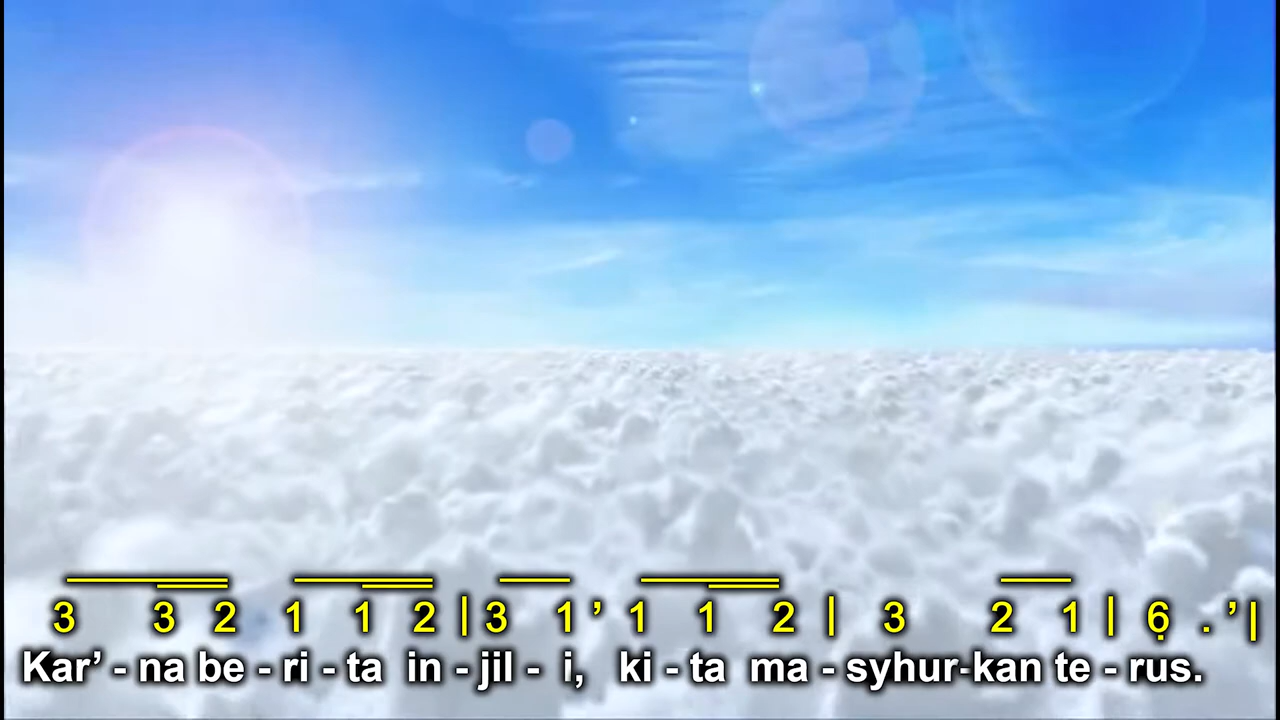 3 3 2 1 1 2 | 3 1 ’ 1 1 2 | 3 2 1 | 6̣ . ’ |
Kar’ - na be - ri - ta in - jil - i, ki - ta ma - syhur-kan te - rus.